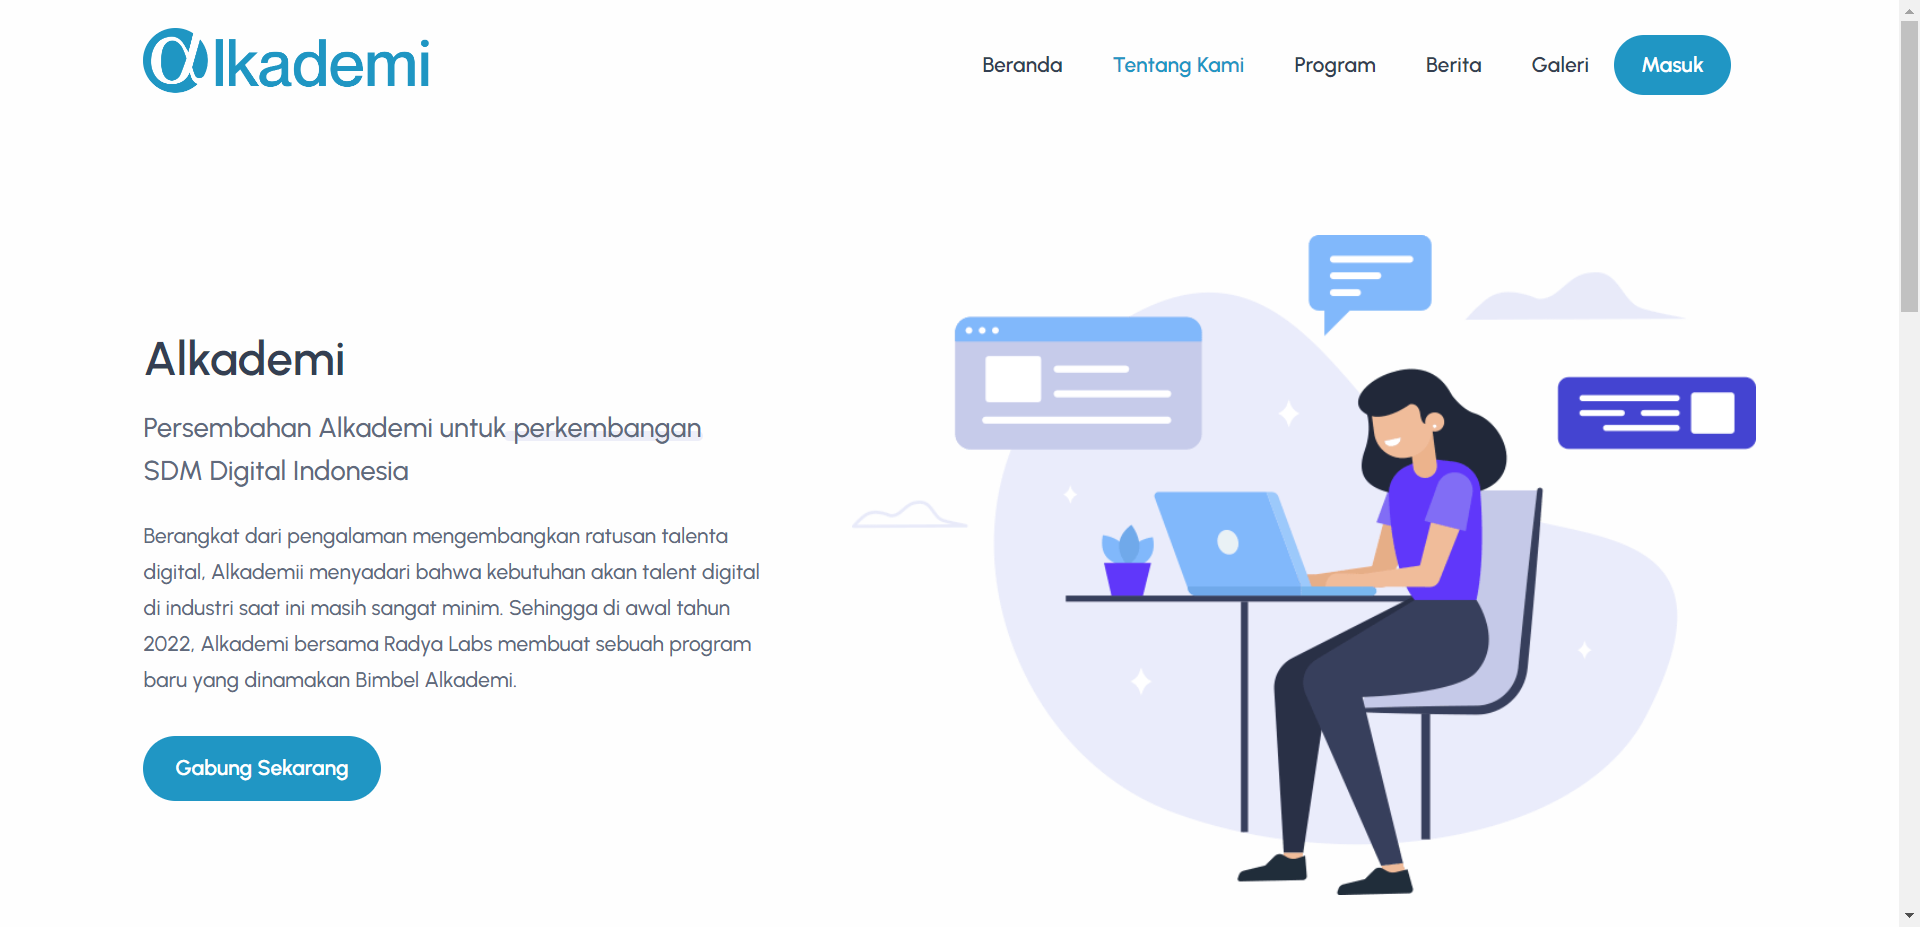 alkademi
Beranda Tentang Kami Program Berita Galeri Masuk
Alkademi
Persembahan Alkademi untuk perkembangan
SDM Digital Indonesia
Berangkat dari pengalaman mengembangkan ratusan talenta
digital, Alkademii menyadari bahwa kebutuhan akan talent digital
di industri saat ini masih sangat minim. Sehingga di awal tahun
2022, Alkademi bersama Radya Labs membuat sebuah program
baru yang dinamakan Bimbel Alkademi.
Gabung Sekarang